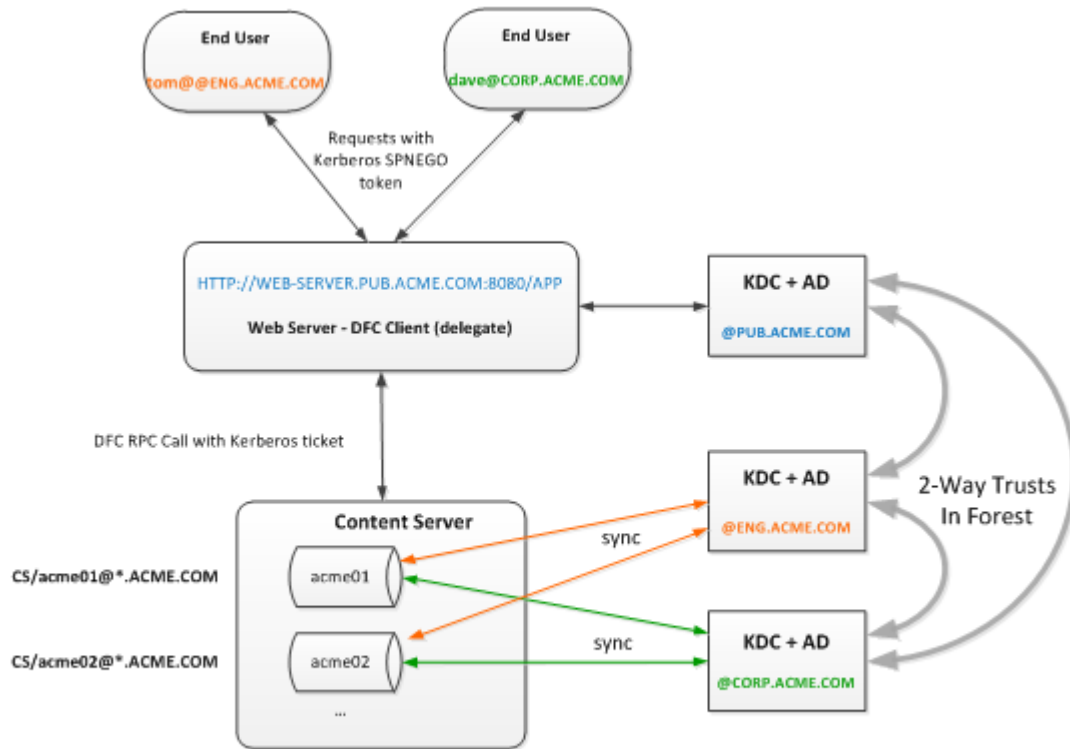 End User
tom@@ENG.ACME.COM
End User
dave@CORP.ACME.COM
Requests with
Kerberos SPNEGO
token
HTTP://WEB-SERVER.PUB.ACME.COM:8080/APP
Web Server - DFC Client (delegate)
KDC + AD
@PUB.ACME.COM
DFC RPC Call with Kerberos ticket
KDC + AD
@ENG.ACME.COM
2-Way Trusts
In Forest
Content Server
sync
CS/acme01@*.ACME.COM
acme01
CS/acme02@*.ACME.COM
acme02
...
sync
KDC + AD
@CORP.ACME.COM